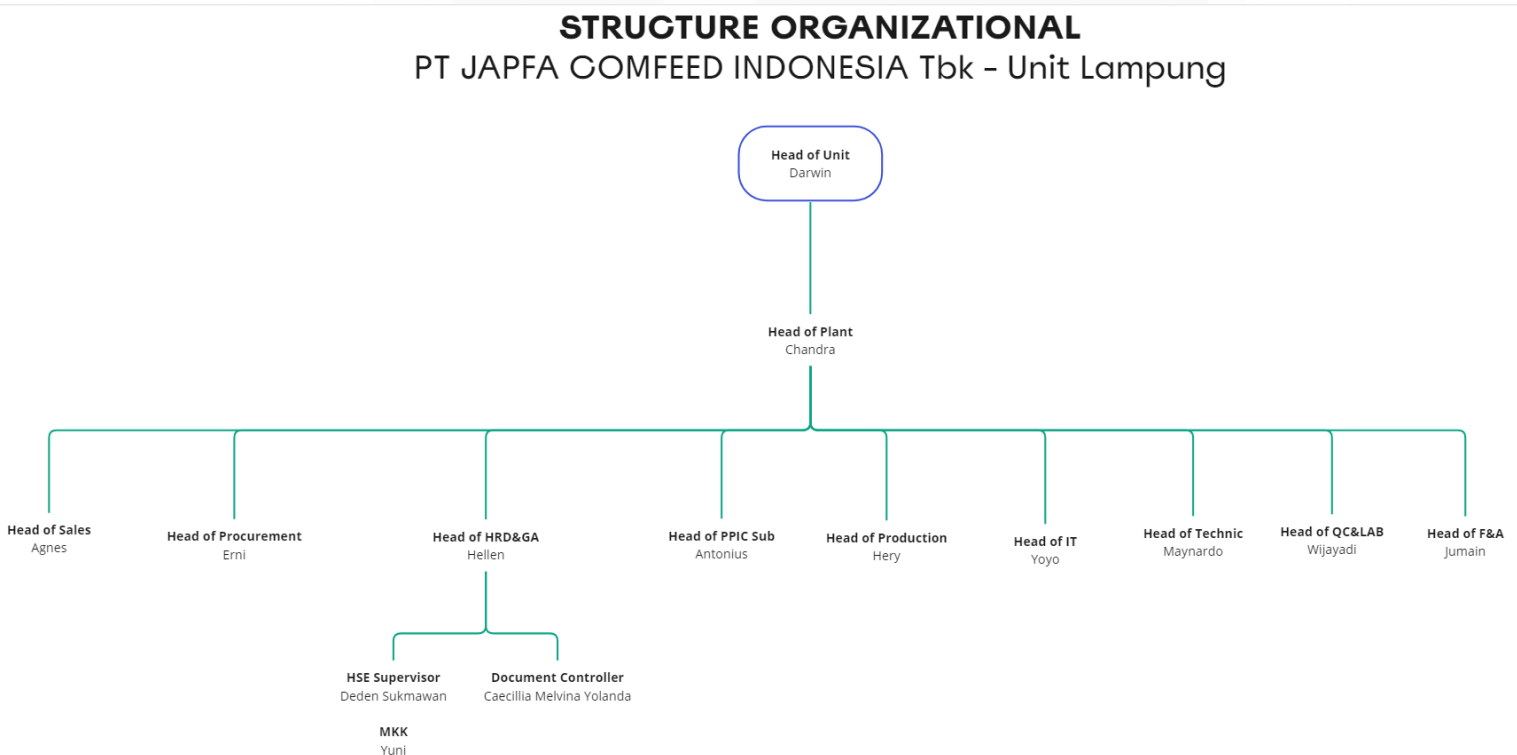 STRUCTURE ORGANIZATIONAL
PT JAPFA COMFEED INDONESIA Tbk - Unit Lampung
Head of Unit
Darwin
Head of Plant
Chandra
Head of Sales
Agnes
Head of Procurement
Erni
Head of HRD&GA
Hellen
Head of PPIC Sub
Antonius
Head of Production
Hery
Head of IT
Yoyo
Head of Technic
Maynardo
Head of QC&LAB
Wijayadi
Head of F&A
Jumain
HSE Supervisor
Deden Sukmawan
Document Controller
Caecillia Melvina Yolanda
MKK
Yuni